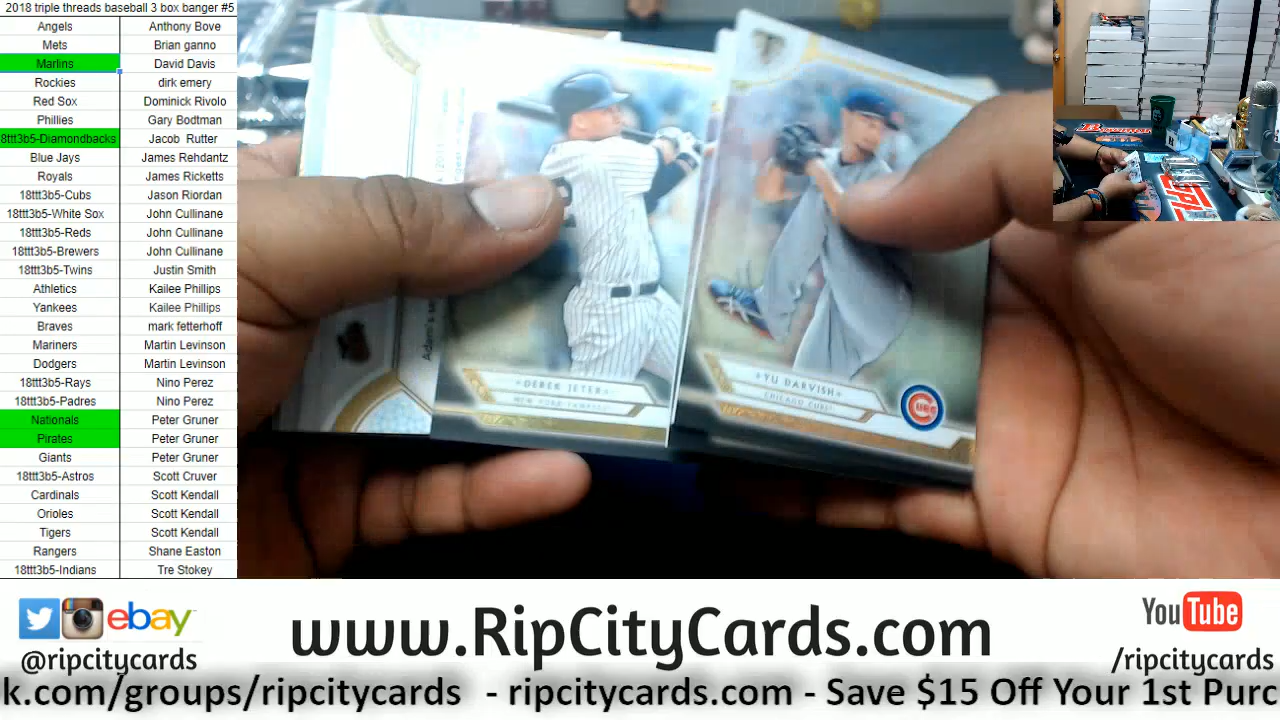 2018 triple threads baseball 3 box banger #5
Angels Anthony Bove
Mets Brian ganno
Marlins David Davis
Rockies dirk emery
Red Sox Dominick Rivolo
Phillies Gary Bodtman
8ttt3b5-Diamondbacks Jacob Rutter
Blue Jays James Rehdantz
Royals James Ricketts
18ttt3b5-Cubs Jason Riordan
18ttt3b5-White Sox John Cullinane
18ttt3b5-Reds John Cullinane
18ttt3b5-Brewers John Cullinane
18ttt3b5-Twins Justin Smith
Athletics Kailee Phillips
Yankees Kailee Phillips
Braves mark fetterhoff
Mariners Martin Levinson
Dodgers Martin Levinson
18ttt3b5-Rays Nino Perez
18ttt3b5-Padres Nino Perez
Nationals Peter Gruner
Pirates Peter Gruner
Giants Peter Gruner
18ttt3b5-Astros Scott Cruver
Cardinals Scott Kendall
Orioles Scott Kendall
Tigers Scott Kendall
Rangers Shane Easton
18ttt3b5-Indians Tre Stokey
DEREK JETER
NEW YORK YANKEES
YU DARVISH
CHICAGO CUBS
CUBS
ebay
@ripcitycards
www.RipCityCards.com
YouTube
/ripcitycards
k.com/groups/ripcitycards - ripcitycards.com - Save $15 Off Your 1st Purc